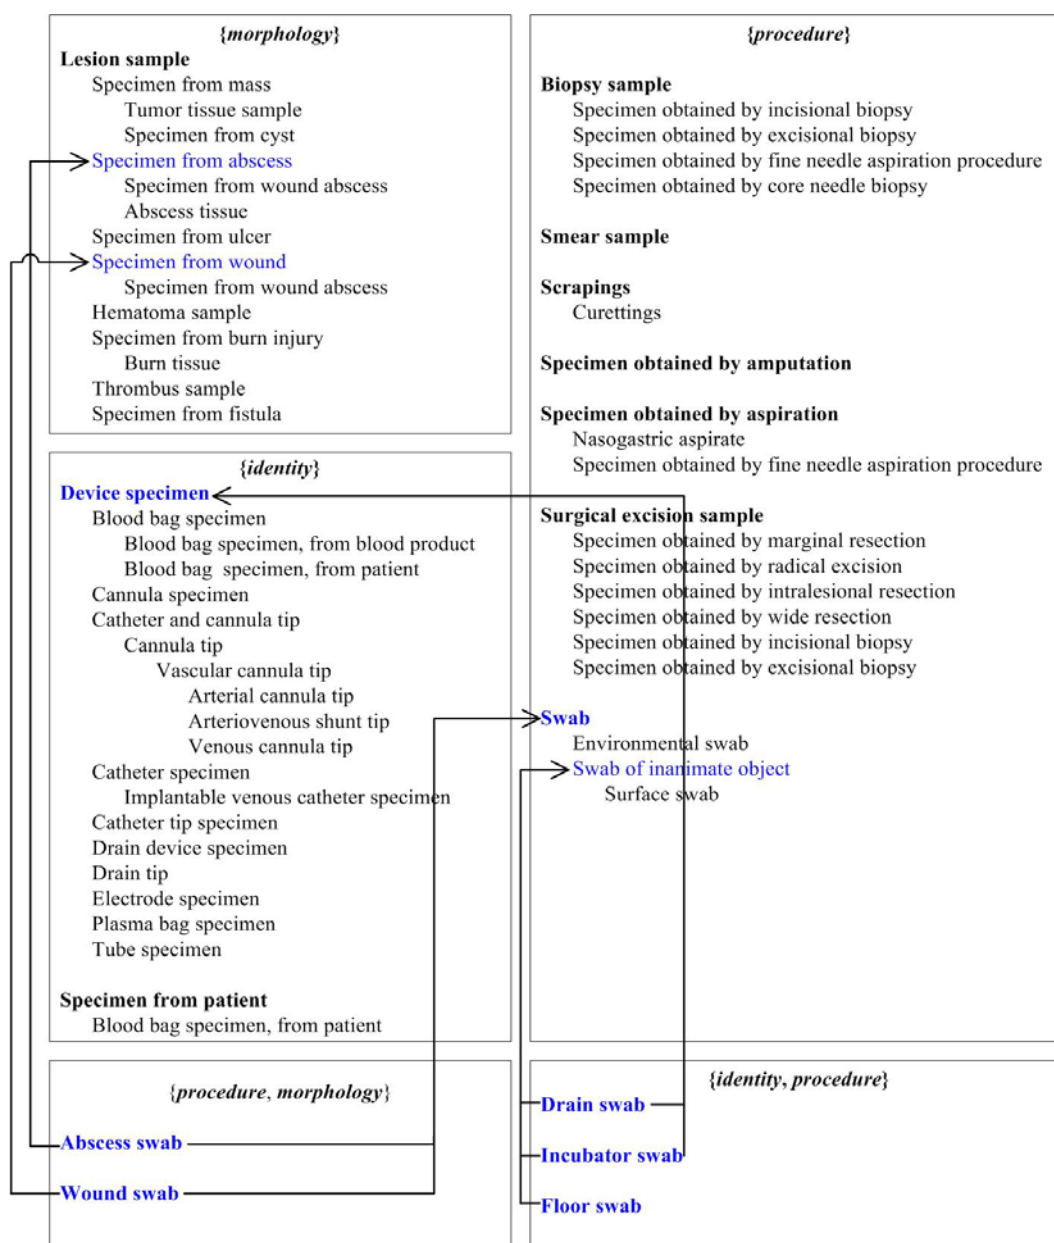 {morphology}
Lesion sample
Specimen from mass
Tumor tissue sample
Specimen from cyst
Specimen from abscess
Specimen from wound abscess
Abscess tissue
Specimen from ulcer
Specimen from wound
Specimen from wound abscess
Hematoma sample
Specimen from burn injury
Burn tissue
Thrombus sample
Specimen from fistula
{identity}
Device specimen
Blood bag specimen
Blood bag specimen, from blood product
Blood bag specimen, from patient
Cannula specimen
Catheter and cannula tip
Cannula tip
Vascular cannula tip
Arterial cannula tip
Arteriovenous shunt tip
Venous cannula tip
Catheter specimen
Implantable venous catheter specimen
Catheter tip specimen
Drain device specimen
Drain tip
Electrode specimen
Plasma bag specimen
Tube specimen
Specimen from patient
Blood bag specimen, from patient
{procedure}
Biopsy sample
Specimen obtained by incisional biopsy
Specimen obtained by excisional biopsy
Specimen obtained by fine needle aspiration procedure
Specimen obtained by core needle biopsy
Smear sample
Scrapings
Curettings
Specimen obtained by amputation
Specimen obtained by aspiration
Nasogastric aspirate
Specimen obtained by fine needle aspiration procedure
Surgical excision sample
Specimen obtained by marginal resection
Specimen obtained by radical excision
Specimen obtained by intralesional resection
Specimen obtained by wide resection
Specimen obtained by incisional biopsy
Specimen obtained by excisional biopsy
Swab
Environmental swab
Swab of inanimate object
Surface swab
{procedure, morphology}
Abscess swab
Wound swab
{identity, procedure}
Drain swab
Incubator swab
Floor swab